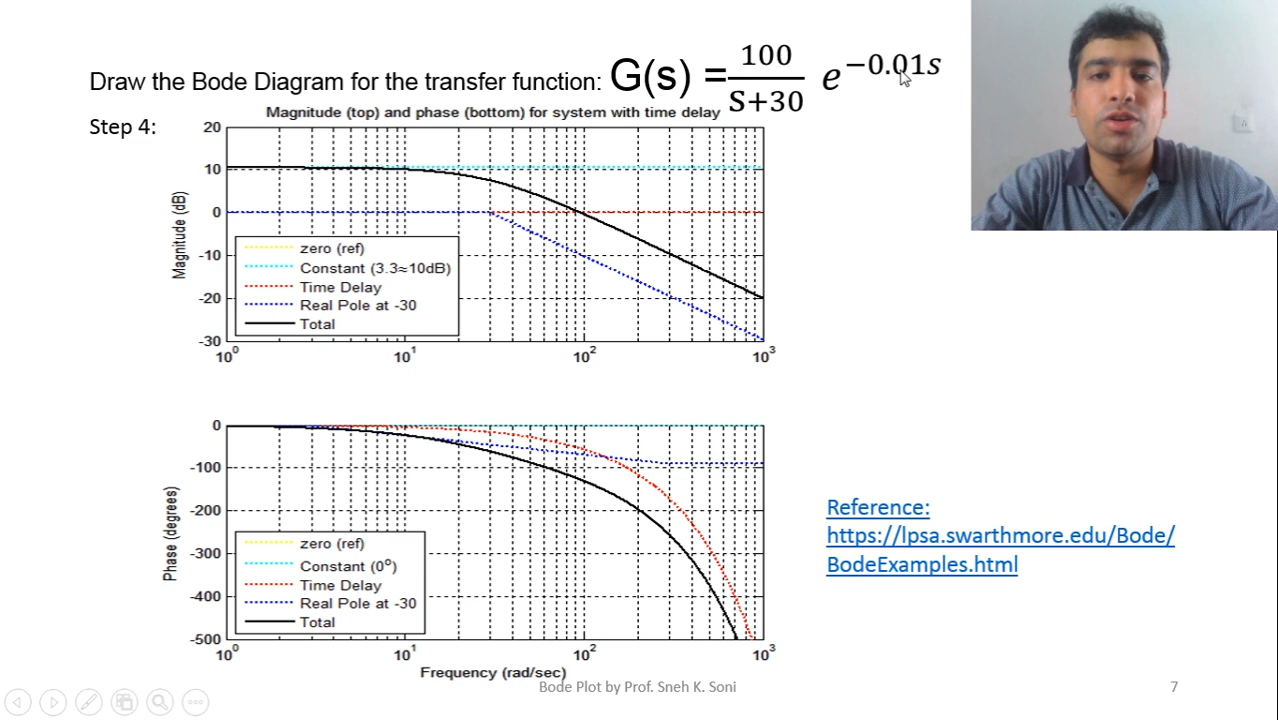 Draw the Bode Diagram for the transfer function: G(s) = 100/(S+30) e^−0.01s
Step 4:
Magnitude (top) and phase (bottom) for system with time delay
Magnitude (dB)
20
10
0
-10
-20
-30
zero (ref)
Constant (3.3≈10dB)
Time Delay
Real Pole at -30
Total
10^0 10^1 10^2 10^3
Phase (degrees)
0
-100
-200
-300
-400
-500
zero (ref)
Constant (0°)
Time Delay
Real Pole at -30
Total
10^0 10^1 10^2 10^3
Frequency (rad/sec)
Reference:
https://lpsa.swarthmore.edu/Bode/
BodeExamples.html
Bode Plot by Prof. Sneh K. Soni
7